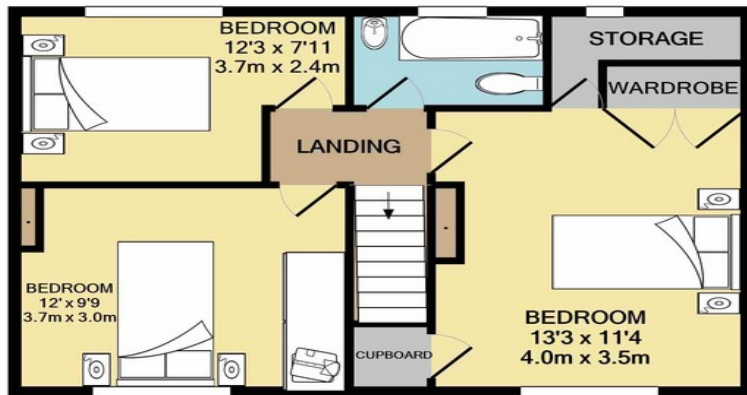 BEDROOM
12'3 x 7'11
3.7m x 2.4m
STORAGE
WARDROBE
LANDING
BEDROOM
12' x 9'9
3.7m x 3.0m
BEDROOM
13'3 x 11'4
4.0m x 3.5m
CUPBOARD